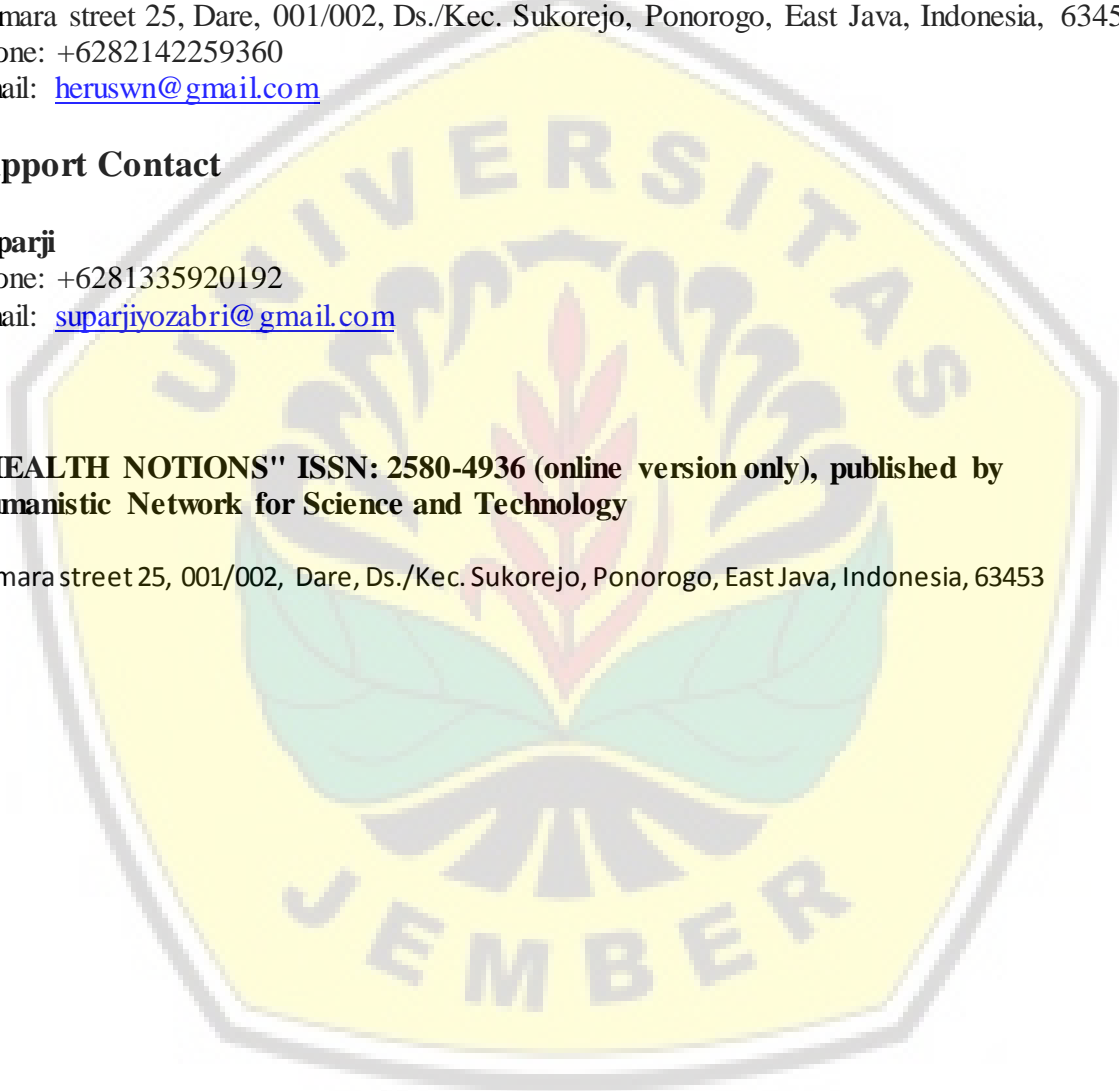 mara street 25, Dare, 001/002, Ds./Kec. Sukorejo, Ponorogo, East Java, Indonesia, 6345
one: +6282142259360
ail: heruswn@gmail.com
pport Contact
parji
one: +6281335920192
ail: suparjiyozabri@gmail.com
EALTH NOTIONS" ISSN: 2580-4936 (online version only), published by
manistic Network for Science and Technology
mara street 25, 001/002, Dare, Ds./Kec. Sukorejo, Ponorogo, East Java, Indonesia, 63453
UNIVERSITAS
JEMBER